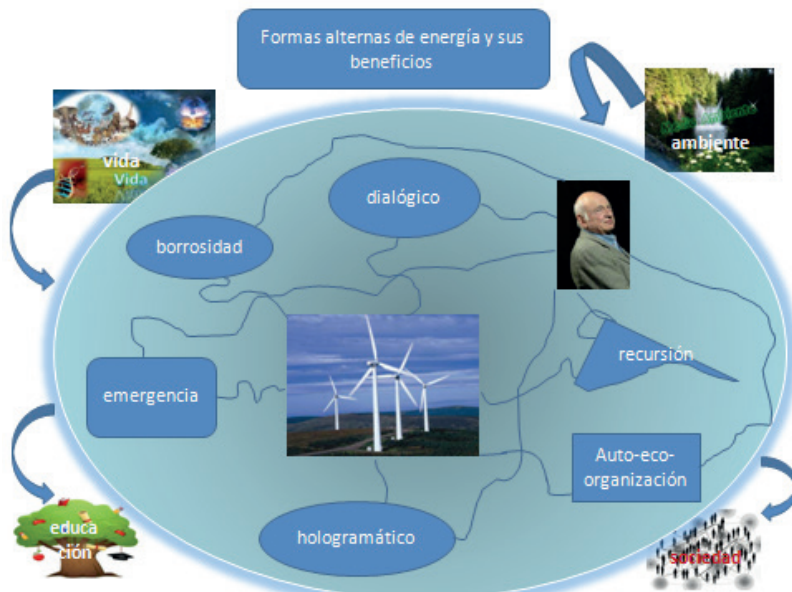 Formas alternas de energía y sus
beneficios
vida
Vida
ambiente
dialógico
borrosidad
recursión
emergencia
Auto-eco-
organización
educa
ción
hologramático
sociedad